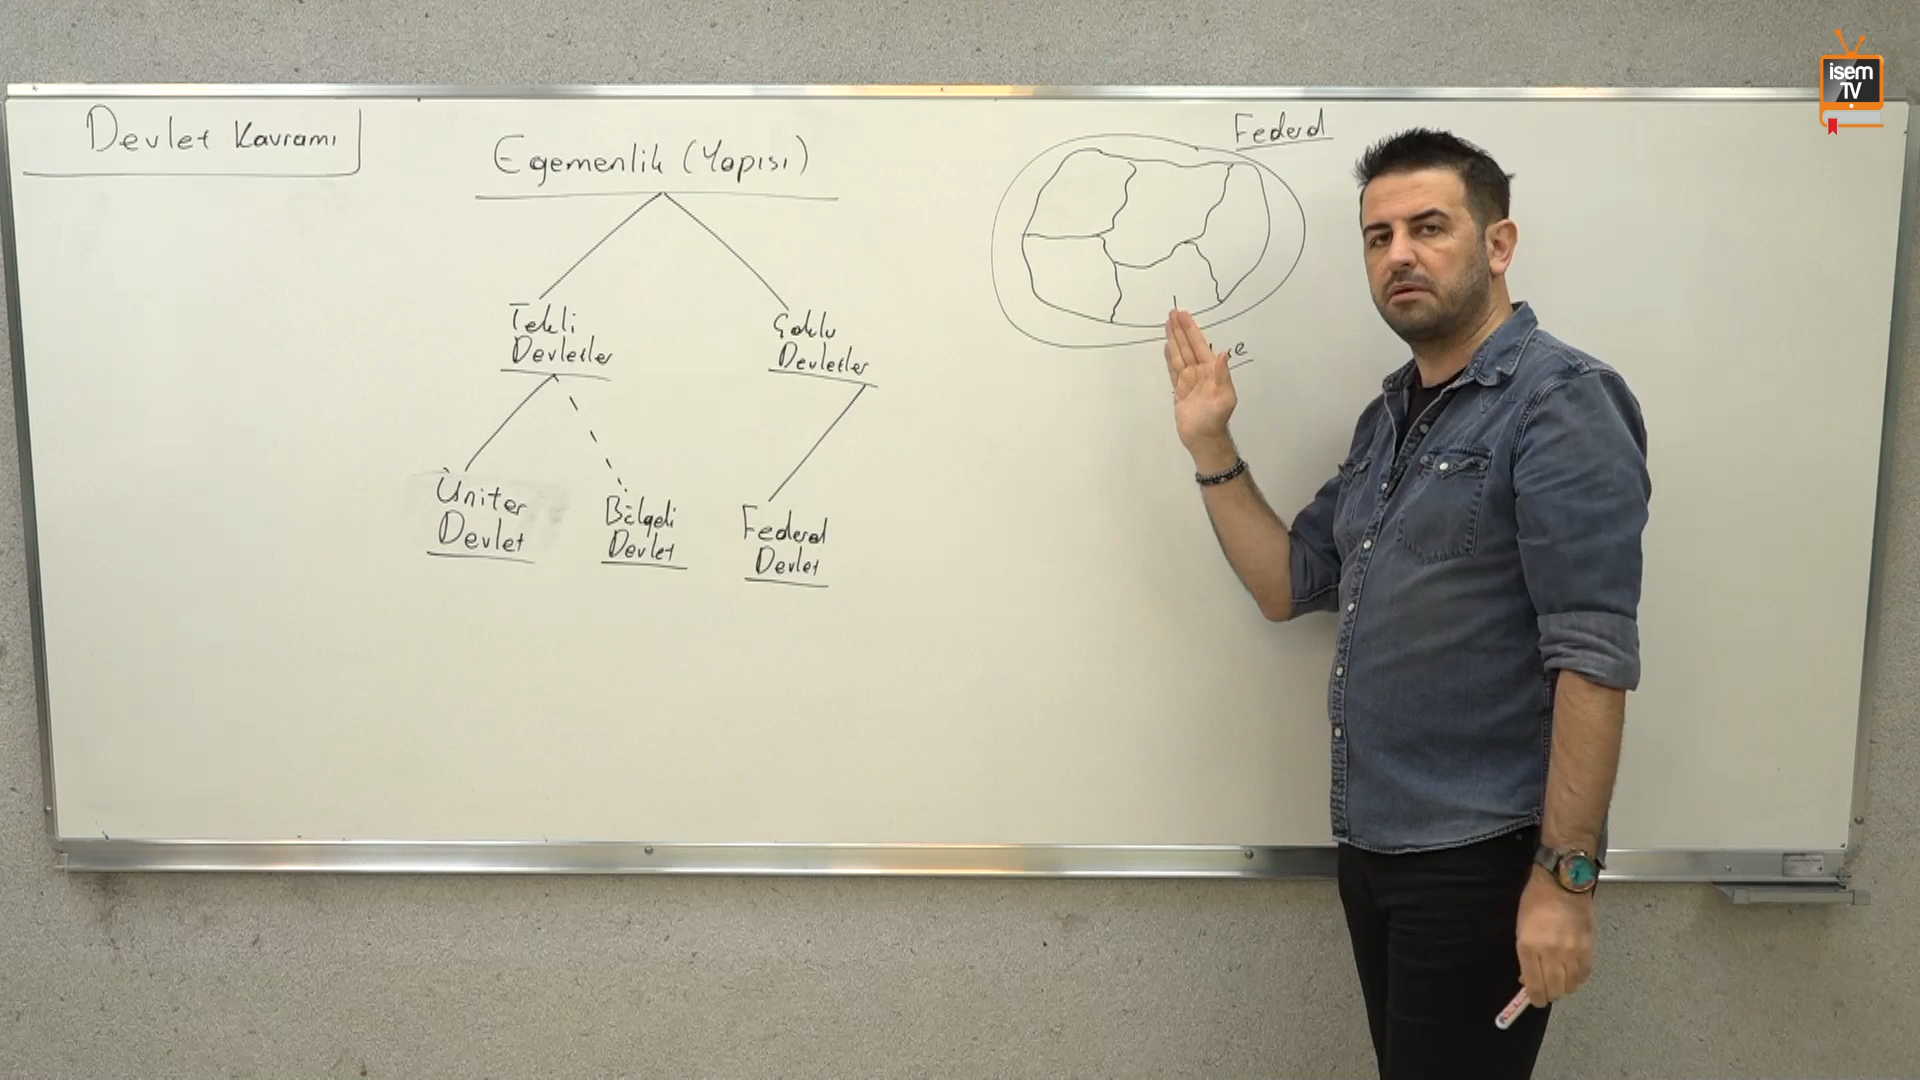 Devlet Kavramı
Egemenlik (Yapısı)
Tekli
Devletler
Çoklu
Devletler
Üniter
Devlet
Bölgeli
Devlet
Federal
Devlet
Federal
isem
TV